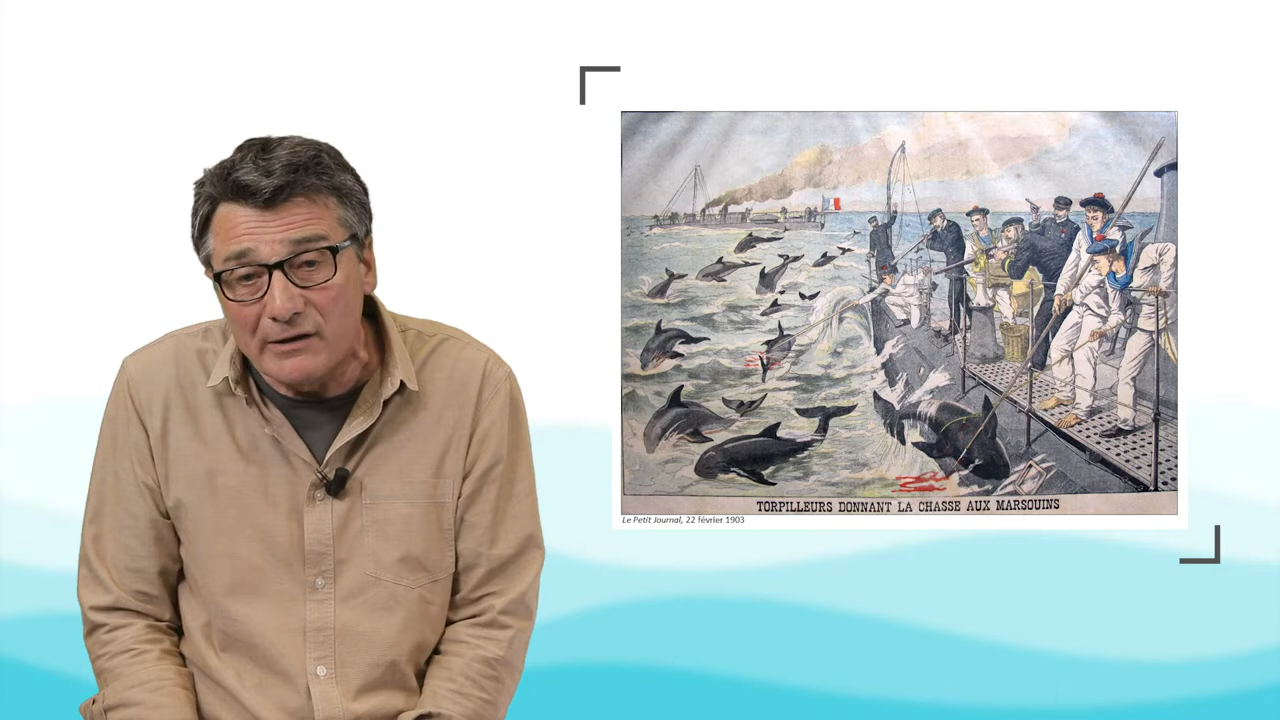 TORPILLEURS DONNANT LA CHASSE AUX MARSOUINS
Le Petit Journal, 22 février 1903